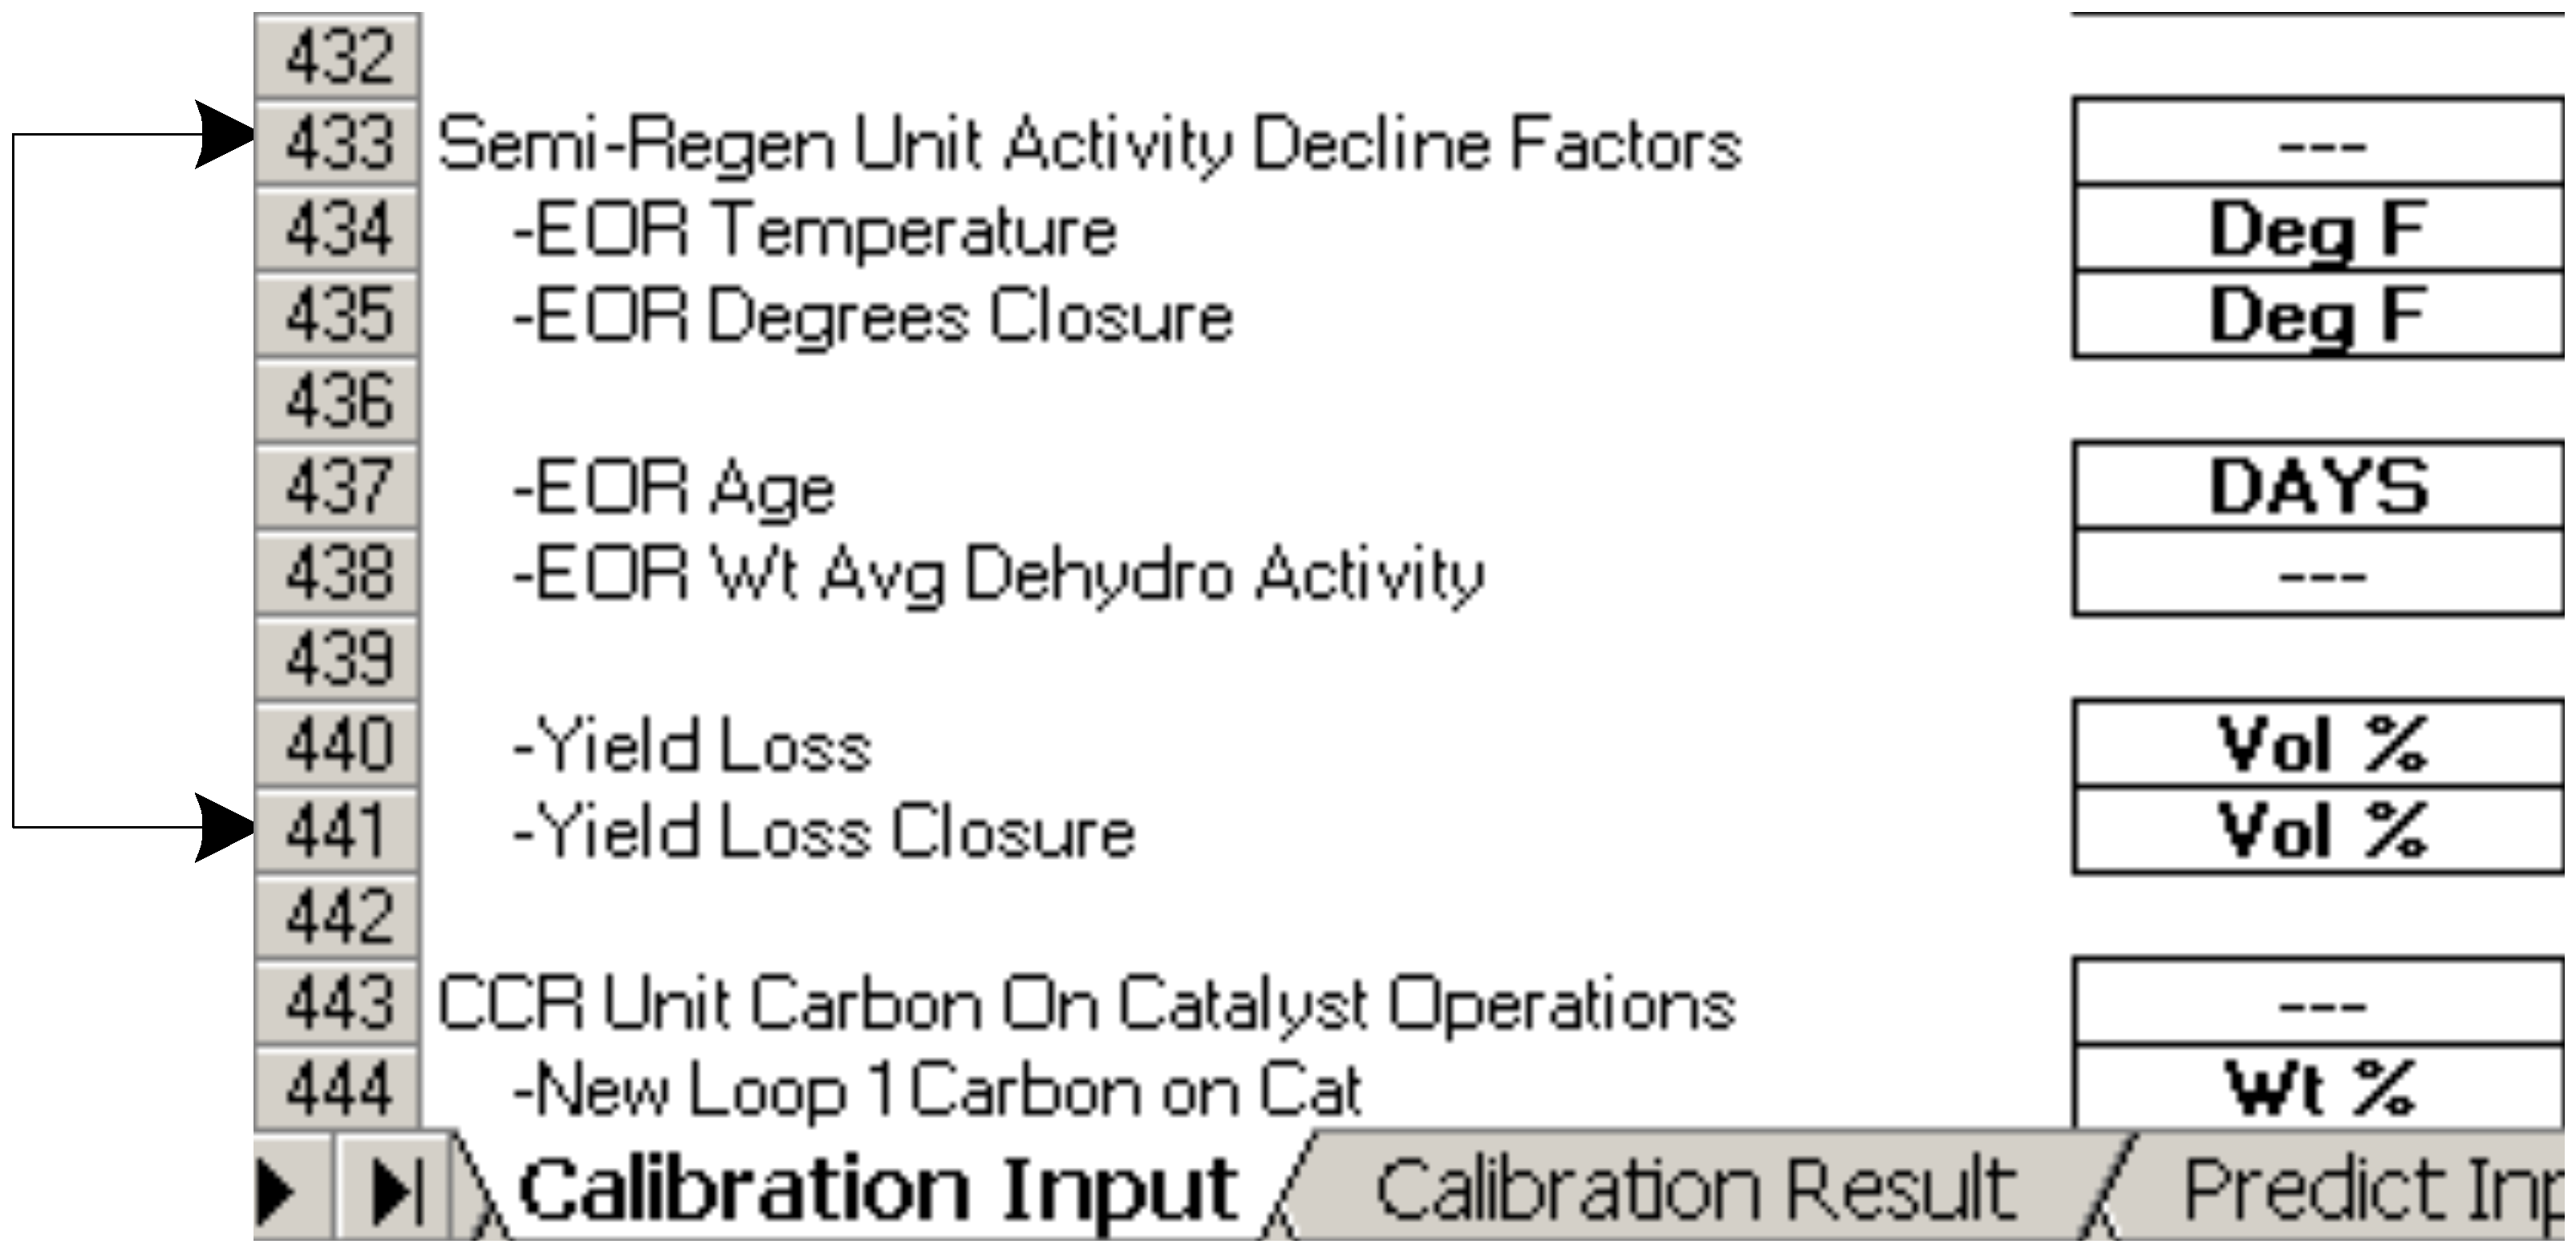 432
433 Semi-Regen Unit Activity Decline Factors ---
434 -EOR Temperature Deg F
435 -EOR Degrees Closure Deg F
436
437 -EOR Age DAYS
438 -EOR Wt Avg Dehydro Activity ---
439
440 -Yield Loss Vol %
441 -Yield Loss Closure Vol %
442
443 CCR Unit Carbon On Catalyst Operations ---
444 -New Loop 1 Carbon on Cat Wt %
Calibration Input Calibration Result Predict Inp